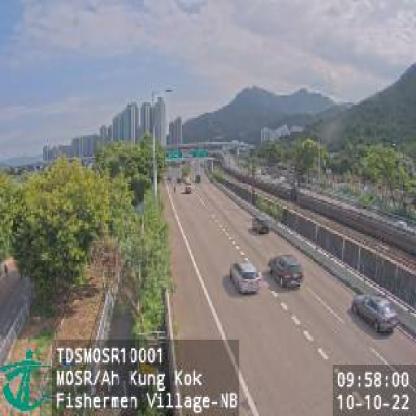 TDSMOSR10001
MOSR/Ah Kung Kok
Fishermen Village-NB
09:58:00
10-10-22